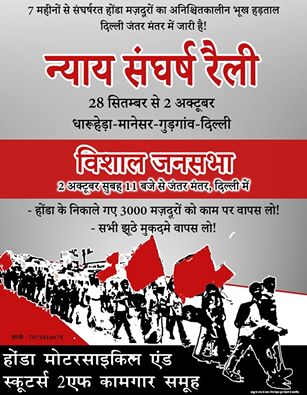 7 महीनों से संघर्षरत होंडा मज़दूरों का अनिश्चितकालीन भूख हड़ताल
दिल्ली जंतर मंतर में जारी है!
न्याय संघर्ष रैली
28 सितम्बर से 2 अक्टूबर
धारूहेड़ा-मानेसर-गुड़गांव-दिल्ली
विशाल जनसभा
2 अक्टूबर सुबह 11 बजे से जंतर मंतर, दिल्ली में
- होंडा के निकाले गए 3000 मज़दूरों को काम पर वापस लो!
- सभी झूठे मुकदमे वापस लो!
होंडा मोटरसाइकिल एंड
स्कूटर्स 2एफ कामगार समूह